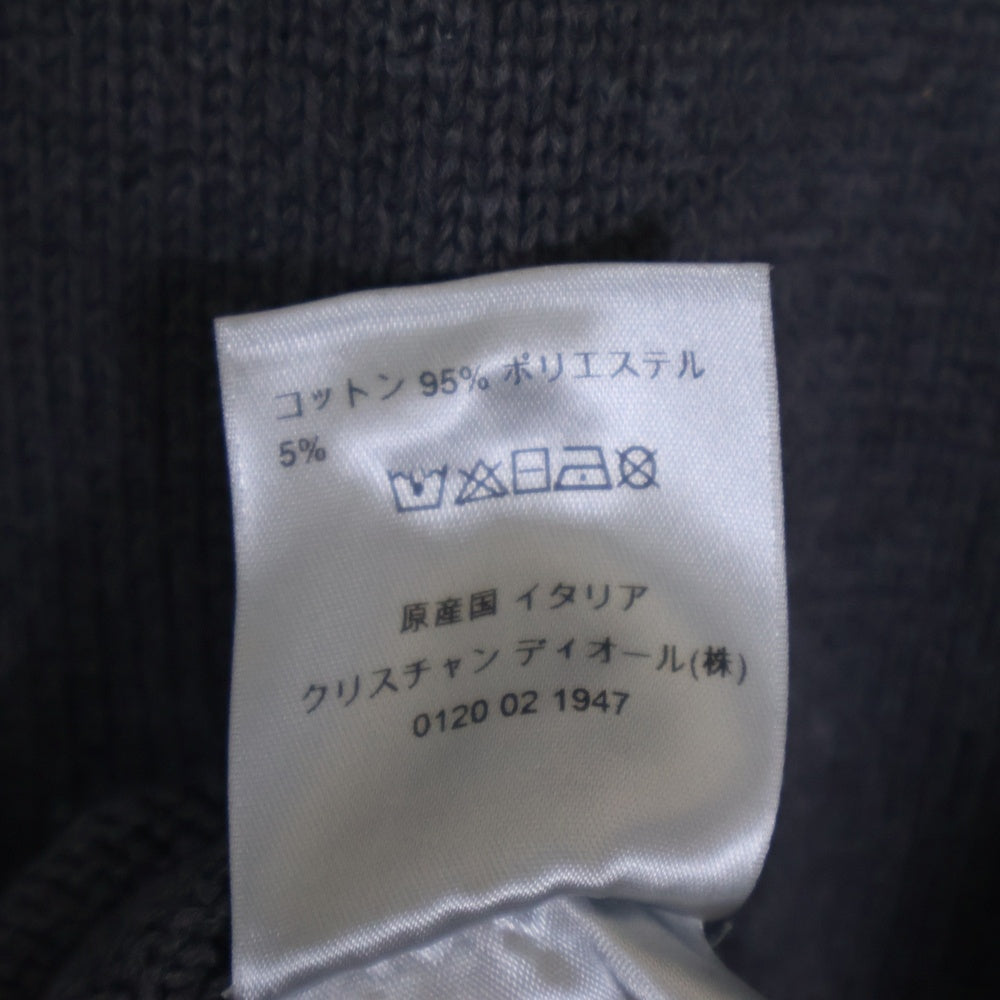 コットン 95% ポリエステル
5%
原産国 イタリア
クリスチャン ディオール(株)
0120 02 1947